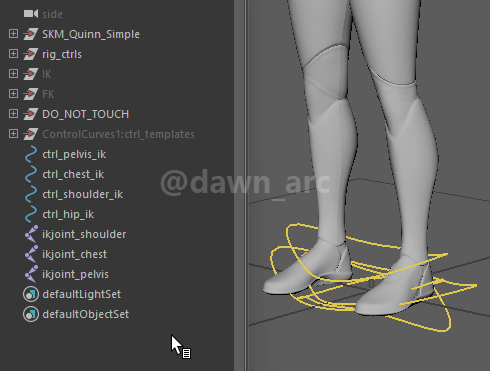 side
SKM_Quinn_Simple
rig_ctrls
IK
FK
DO_NOT_TOUCH
ControlCurves1:ctrl_templates
ctrl_pelvis_ik
ctrl_chest_ik
@dawn_arc
ctrl_shoulder_ik
ctrl_hip_ik
ikjoint_shoulder
ikjoint_chest
ikjoint_pelvis
defaultLightSet
defaultObjectSet